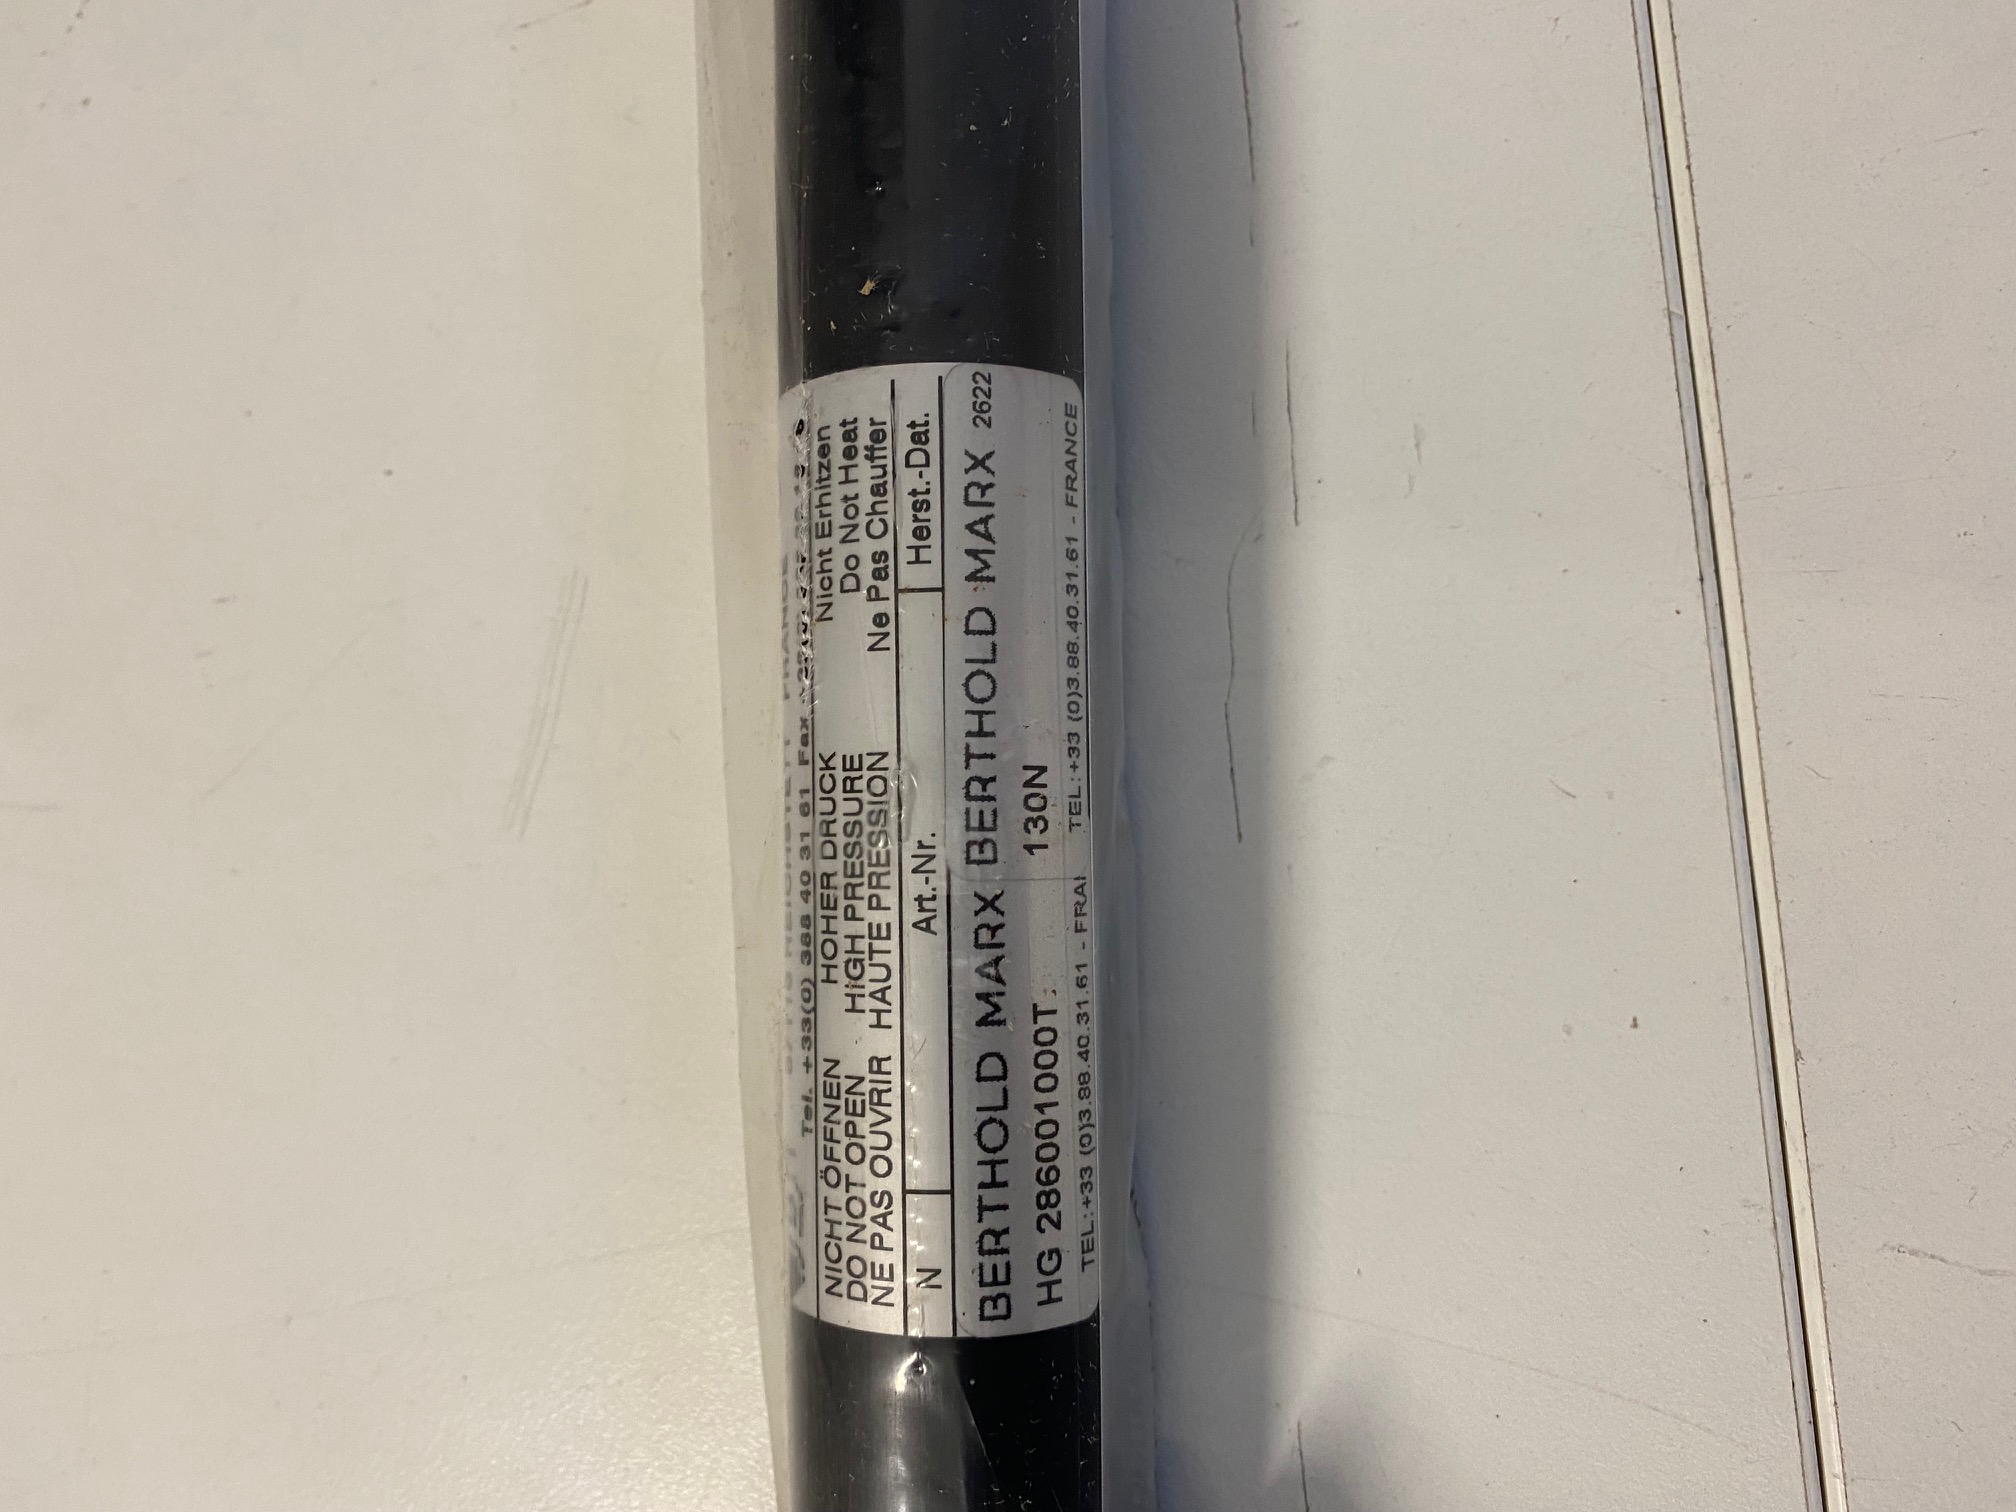 Tel. +33(0) 388 40 31 61 Fax
NICHT ÖFFNEN HOHER DRUCK Nicht Erhitzen
DO NOT OPEN HIGH PRESSURE Do Not Heat
NE PAS OUVRIR HAUTE PRESSION Ne Pas Chauffer
N Art.-Nr. Herst.-Dat.
BERTHOLD MARX BERTHOLD MARX 2622
HG 286001000T 130N
TEL:+33 (0)3.88.40.31.61 - FRAI TEL:+33 (0)3.88.40.31.61 - FRANCE